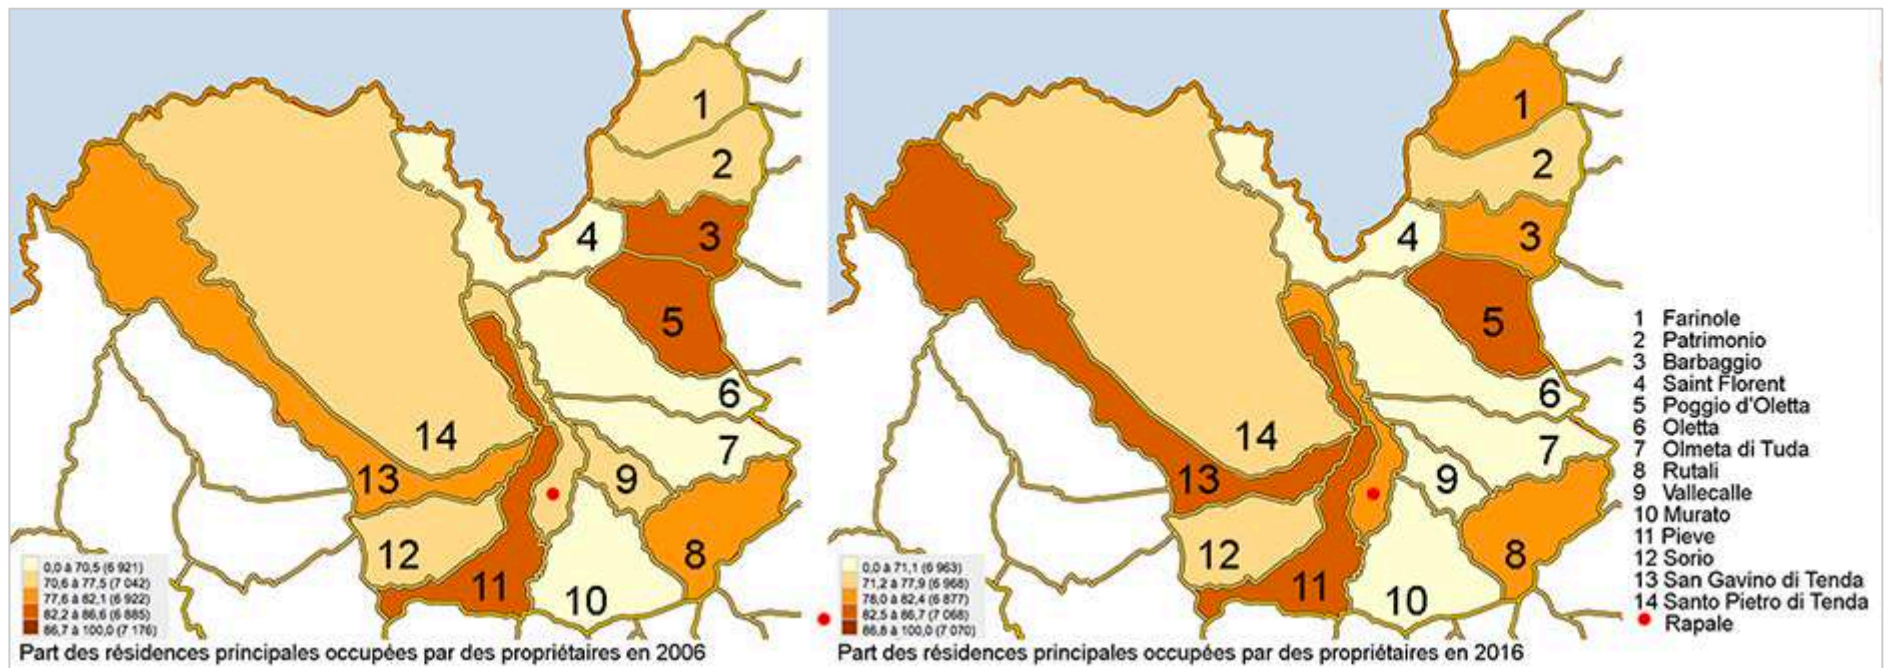 1
2
3
4
5
6
7
8
9
10
11
12
13
14
0,0 à 70,5 (6 921)
70,6 à 77,5 (7 042)
77,6 à 82,1 (6 922)
82,2 à 86,6 (6 885)
86,7 à 100,0 (7 176)
Part des résidences principales occupées par des propriétaires en 2006
1
2
3
4
5
6
7
8
9
10
11
12
13
14
0,0 à 71,1 (6 963)
71,2 à 77,9 (6 968)
78,0 à 82,4 (6 877)
82,5 à 86,7 (7 068)
86,8 à 100,0 (7 070)
Part des résidences principales occupées par des propriétaires en 2016
1 Farinole
2 Patrimonio
3 Barbaggio
4 Saint Florent
5 Poggio d'Oletta
6 Oletta
7 Olmeta di Tuda
8 Rutali
9 Vallecalle
10 Murato
11 Pieve
12 Sorio
13 San Gavino di Tenda
14 Santo Pietro di Tenda
Rapale